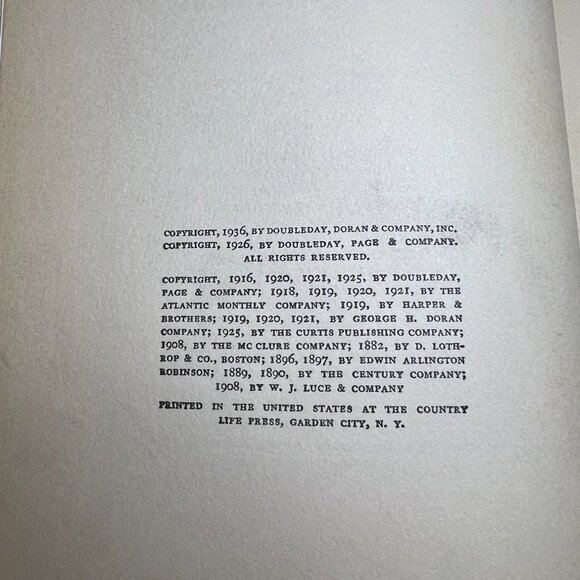 COPYRIGHT, 1936, BY DOUBLEDAY, DORAN & COMPANY, INC.
COPYRIGHT, 1926, BY DOUBLEDAY, PAGE & COMPANY.
ALL RIGHTS RESERVED.
COPYRIGHT, 1916, 1920, 1921, 1925, BY DOUBLEDAY,
PAGE & COMPANY; 1918, 1919, 1920, 1921, BY THE
ATLANTIC MONTHLY COMPANY; 1919, BY HARPER &
BROTHERS; 1919, 1920, 1921, BY GEORGE H. DORAN
COMPANY; 1925, BY THE CURTIS PUBLISHING COMPANY;
1908, BY THE MC CLURE COMPANY; 1882, BY D. LOTH-
ROP & CO., BOSTON; 1896, 1897, BY EDWIN ARLINGTON
ROBINSON; 1889, 1890, BY THE CENTURY COMPANY;
1908, BY W. J. LUCE & COMPANY
PRINTED IN THE UNITED STATES AT THE COUNTRY
LIFE PRESS, GARDEN CITY, N. Y.